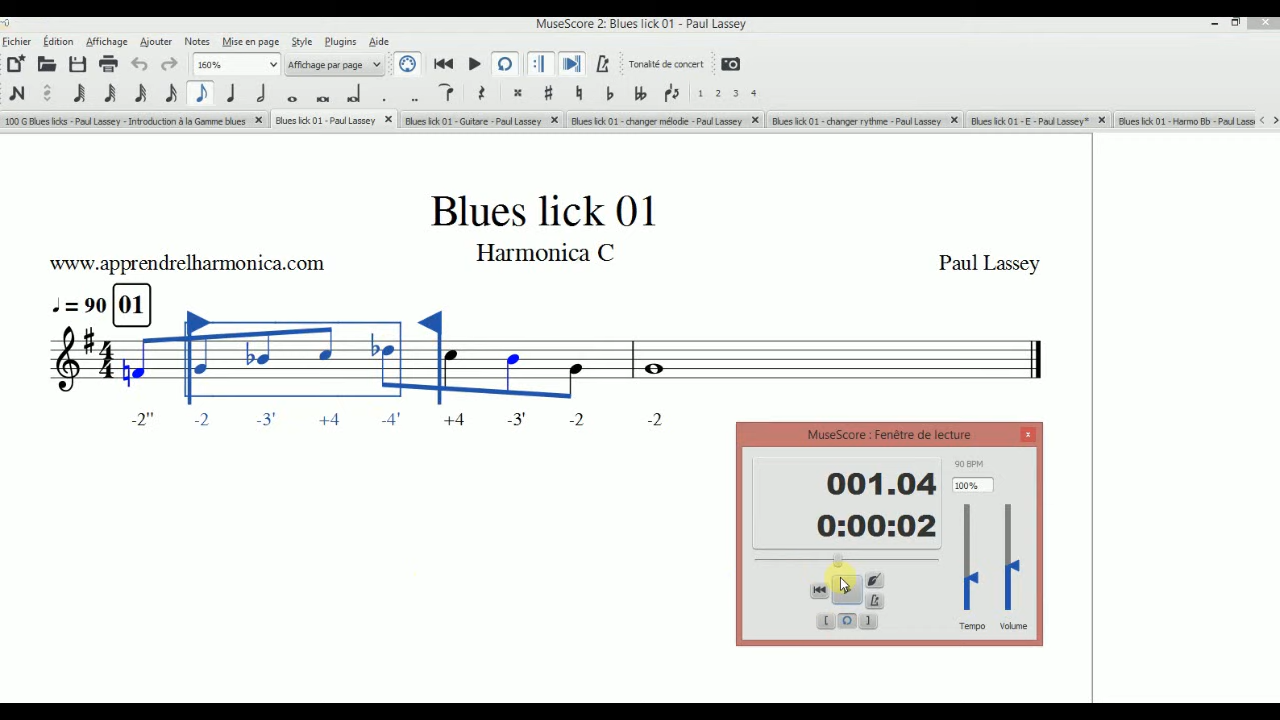 MuseScore 2: Blues lick 01 - Paul Lassey
Fichier Édition Affichage Ajouter Notes Mise en page Style Plugins Aide
160% Affichage par page Tonalité de concert
1 2 3 4
100 G Blues licks - Paul Lassey - Introduction à la Gamme blues Blues lick 01 - Paul Lassey Blues lick 01 - Guitare - Paul Lassey Blues lick 01 - changer mélodie - Paul Lassey Blues lick 01 - changer rythme - Paul Lassey Blues lick 01 - E - Paul Lassey* Blues lick 01 - Harmo Bb - Paul Lass
Blues lick 01
Harmonica C
www.apprendrelharmonica.com
Paul Lassey
= 90 01
4
4
-2'' -2 -3' +4 -4' +4 -3' -2 -2
MuseScore : Fenêtre de lecture
90 BPM
001.04 100%
0:00:02
Tempo Volume